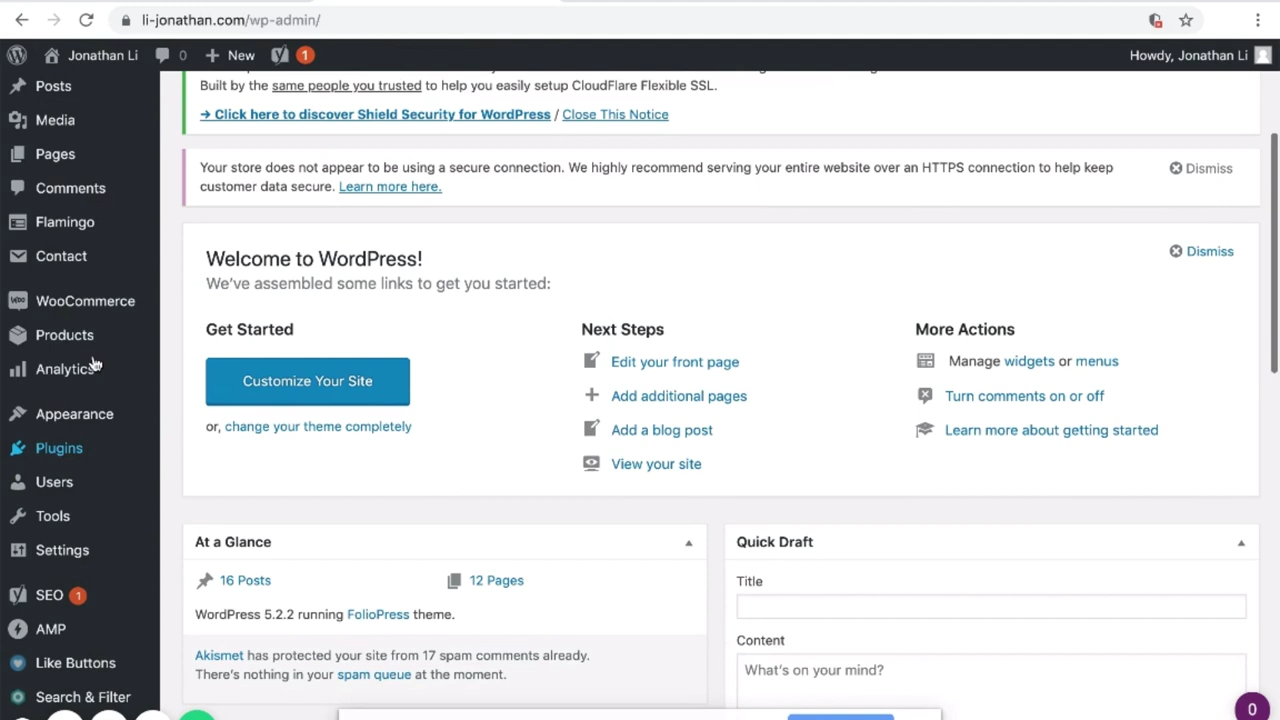 li-jonathan.com/wp-admin/
Jonathan Li
0
New
1
Howdy, Jonathan Li
Posts
Media
Pages
Comments
Flamingo
Contact
WooCommerce
Products
Analytics
Appearance
Plugins
Users
Tools
Settings
SEO 1
AMP
Like Buttons
Search & Filter
Built by the same people you trusted to help you easily setup CloudFlare Flexible SSL.
→ Click here to discover Shield Security for WordPress / Close This Notice
Your store does not appear to be using a secure connection. We highly recommend serving your entire website over an HTTPS connection to help keep
customer data secure. Learn more here.
Dismiss
Welcome to WordPress!
Dismiss
We've assembled some links to get you started:
Get Started
Customize Your Site
or, change your theme completely
Next Steps
Edit your front page
Add additional pages
Add a blog post
View your site
More Actions
Manage widgets or menus
Turn comments on or off
Learn more about getting started
At a Glance
16 Posts
12 Pages
WordPress 5.2.2 running FolioPress theme.
Akismet has protected your site from 17 spam comments already.
There's nothing in your spam queue at the moment.
Quick Draft
Title
Content
What's on your mind?
0